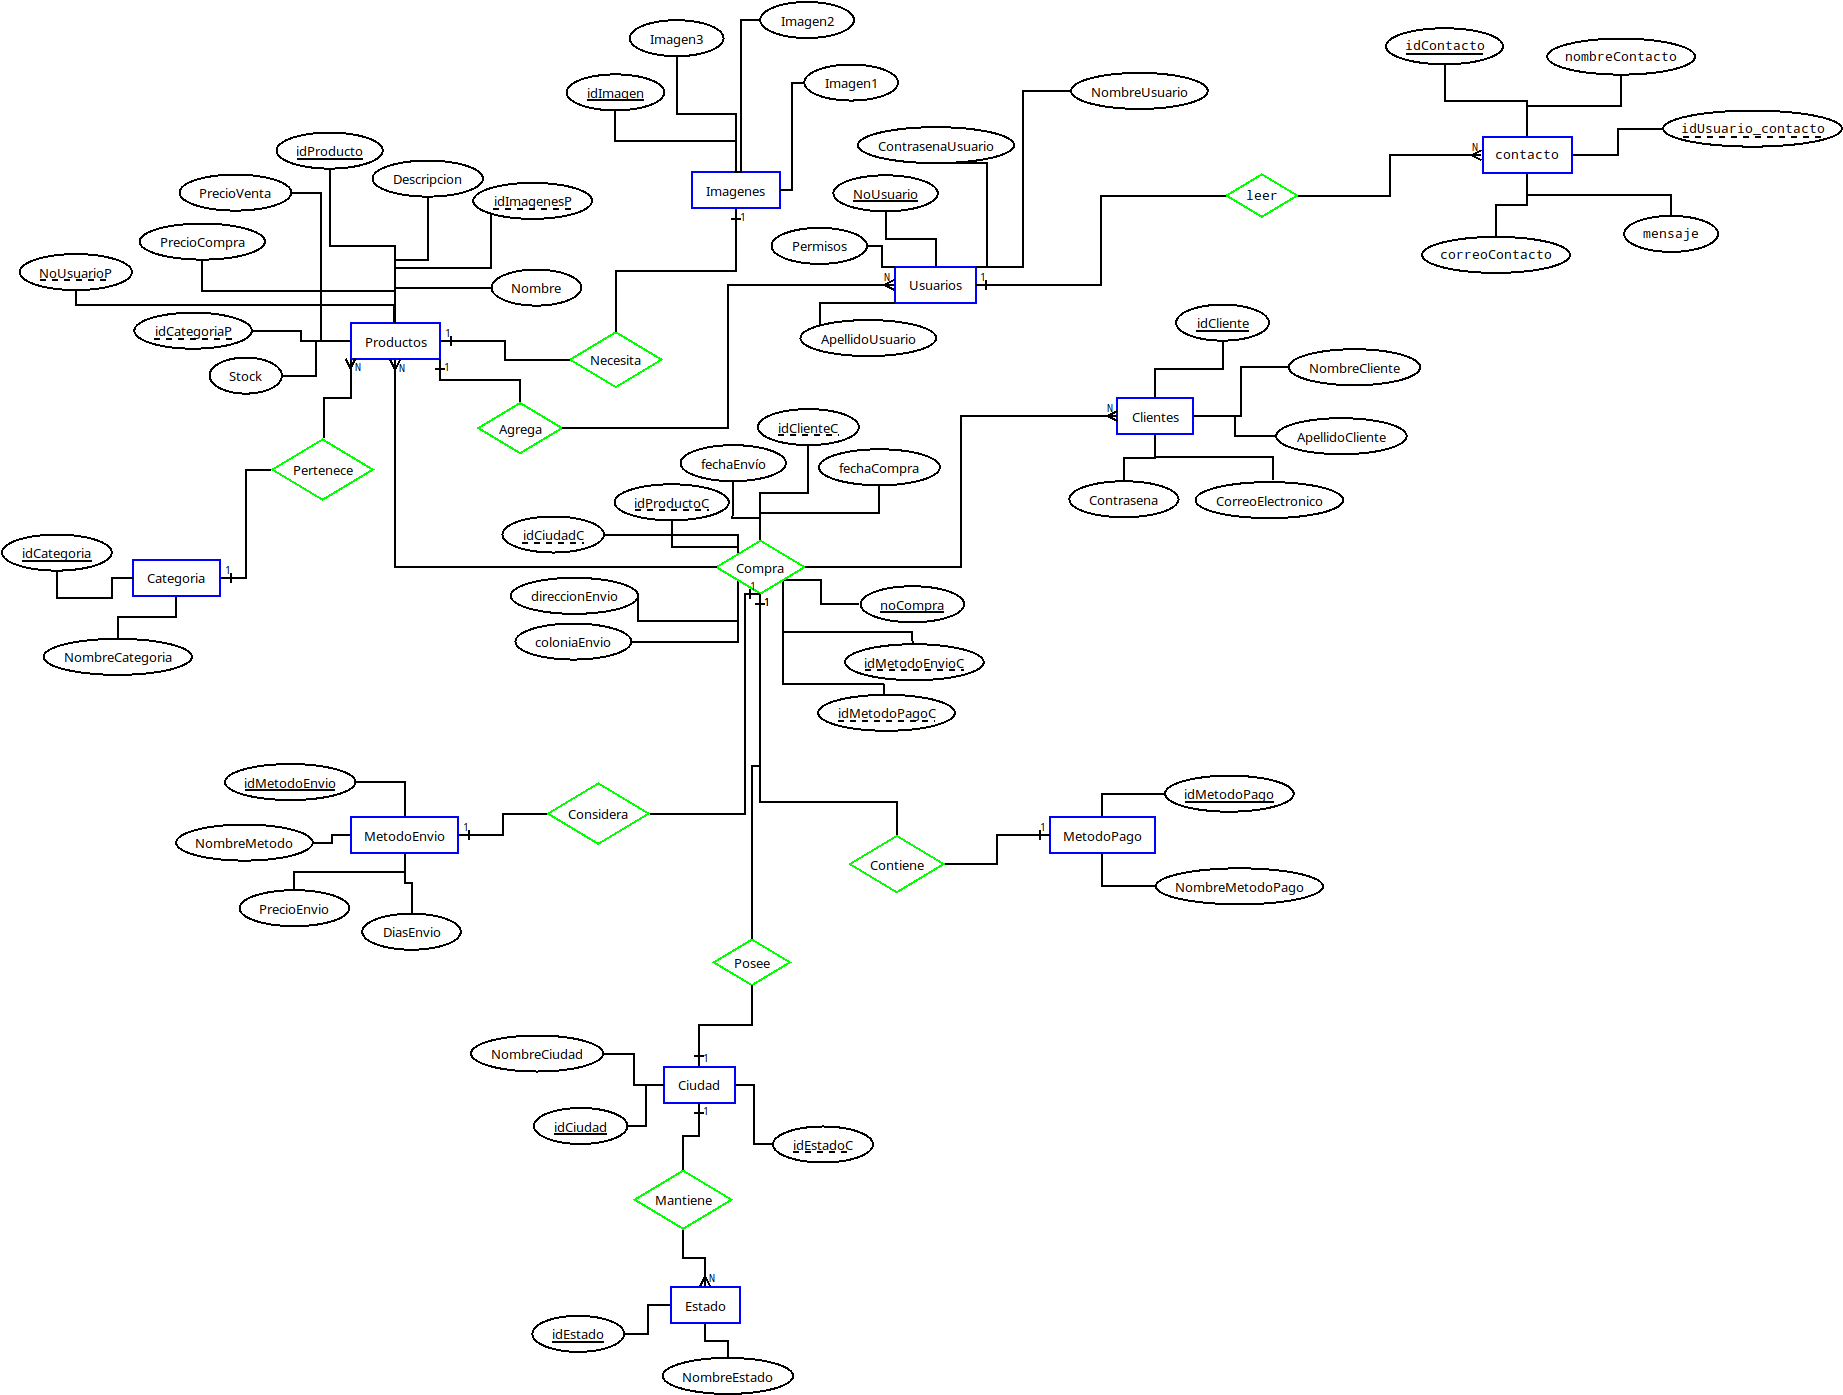 Imagen2
Imagen3
Imagen1
idImagen
Imagenes
1
idContacto
nombreContacto
idUsuario_contacto
contacto
N
mensaje
correoContacto
leer
NombreUsuario
ContrasenaUsuario
NoUsuario
Permisos
Usuarios
N
1
ApellidoUsuario
idProducto
Descripcion
PrecioVenta
idImagenesP
PrecioCompra
NoUsuarioP
Nombre
idCategoriaP
Productos
1
N
N
1
Stock
Necesita
Agrega
Pertenece
idCliente
NombreCliente
Clientes
N
ApellidoCliente
Contrasena
CorreoElectronico
idClienteC
fechaEnvío
fechaCompra
idProductoC
idCiudadC
Compra
1
1
direccionEnvio
noCompra
coloniaEnvio
idMetodoEnvioC
idMetodoPagoC
idCategoria
Categoria
1
NombreCategoria
idMetodoEnvio
MetodoEnvio
1
NombreMetodo
PrecioEnvio
DiasEnvio
Considera
Contiene
idMetodoPago
MetodoPago
1
NombreMetodoPago
Posee
NombreCiudad
1
Ciudad
1
idCiudad
idEstadoC
Mantiene
N
Estado
idEstado
NombreEstado